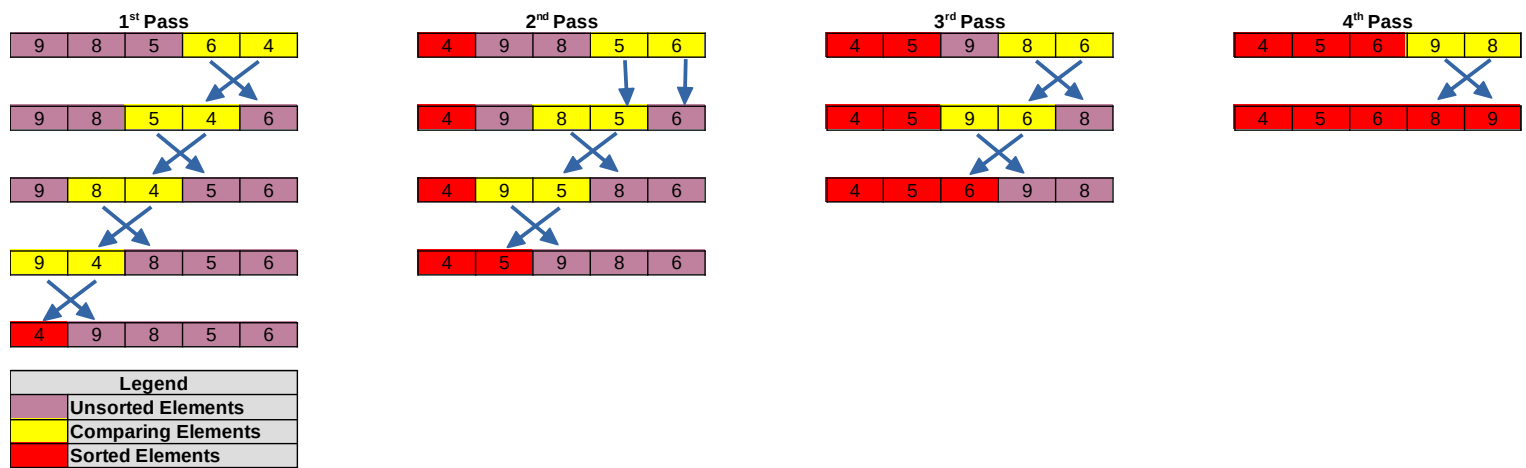 1st Pass
9 8 5 6 4
9 8 5 4 6
9 8 4 5 6
9 4 8 5 6
4 9 8 5 6
2nd Pass
4 9 8 5 6
4 9 8 5 6
4 9 5 8 6
4 5 9 8 6
3rd Pass
4 5 9 8 6
4 5 9 6 8
4 5 6 9 8
4th Pass
4 5 6 9 8
4 5 6 8 9
Legend
Unsorted Elements
Comparing Elements
Sorted Elements